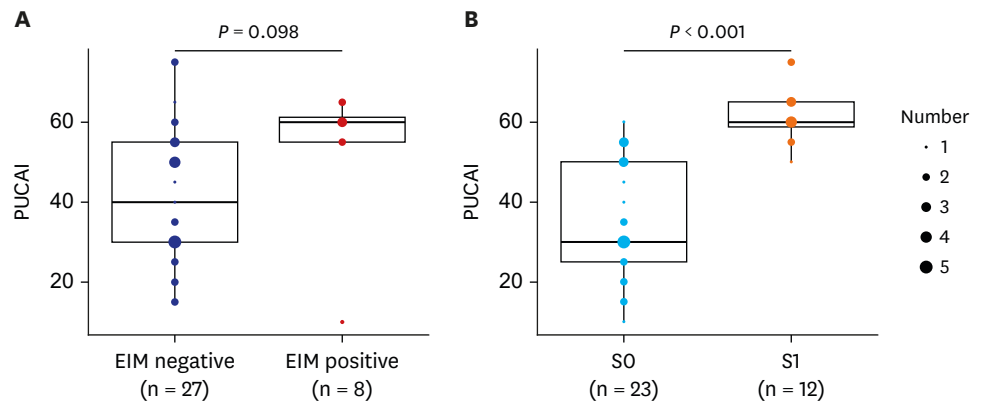 A
P = 0.098
PUCAI
60
40
20
EIM negative
(n = 27)
EIM positive
(n = 8)
B
P < 0.001
PUCAI
60
40
20
S0
(n = 23)
S1
(n = 12)
Number
1
2
3
4
5